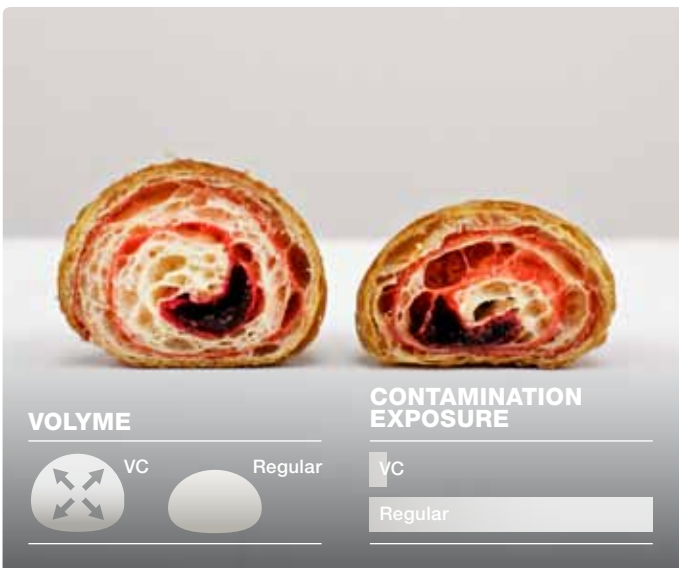 VOLYME
VC
Regular
CONTAMINATION
EXPOSURE
VC
Regular